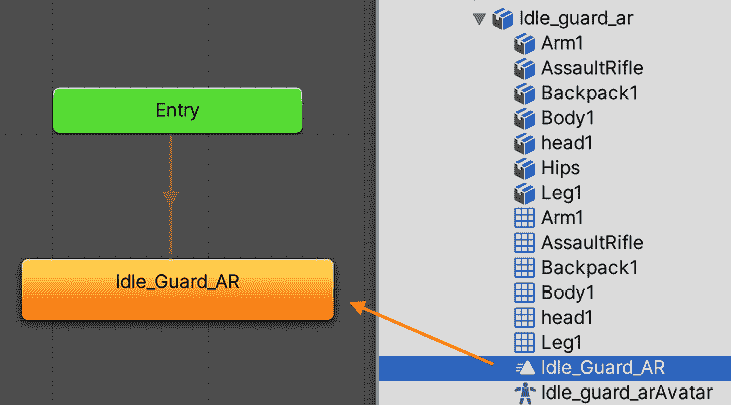 Entry
Idle_Guard_AR
Idle_guard_ar
Arm1
AssaultRifle
Backpack1
Body1
head1
Hips
Leg1
Arm1
AssaultRifle
Backpack1
Body1
head1
Leg1
Idle_Guard_AR
Idle_guard_arAvatar